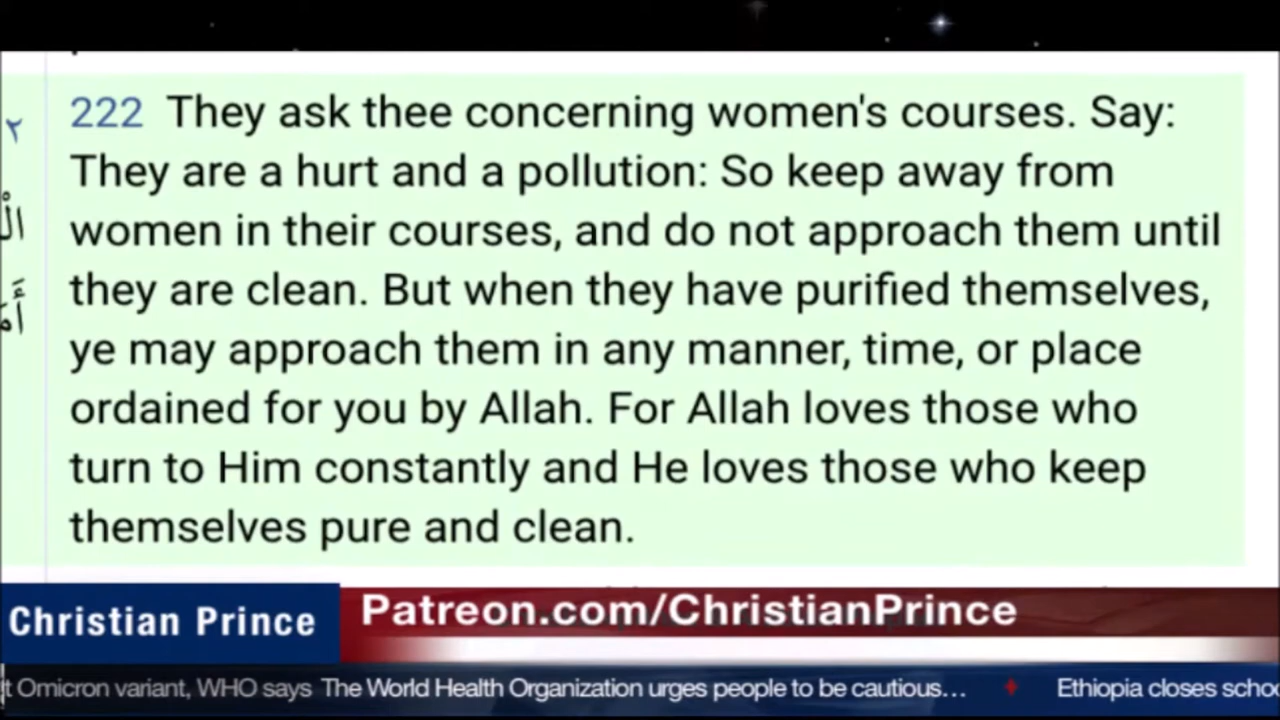 222 They ask thee concerning women's courses. Say:
They are a hurt and a pollution: So keep away from
women in their courses, and do not approach them until
they are clean. But when they have purified themselves,
ye may approach them in any manner, time, or place
ordained for you by Allah. For Allah loves those who
turn to Him constantly and He loves those who keep
themselves pure and clean.
Christian Prince
Patreon.com/ChristianPrince
t Omicron variant, WHO says The World Health Organization urges people to be cautious... Ethiopia closes